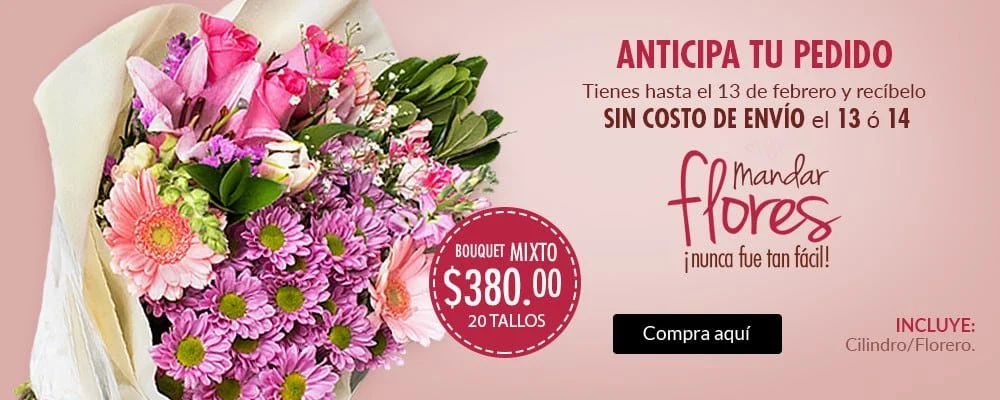 ANTICIPA TU PEDIDO
Tienes hasta el 13 de febrero y recíbelo
SIN COSTO DE ENVÍO el 13 ó 14
Mandar
flores
¡nunca fue tan fácil!
BOUQUET MIXTO
$380.00
20 TALLOS
Compra aquí
INCLUYE:
Cilindro/Florero.